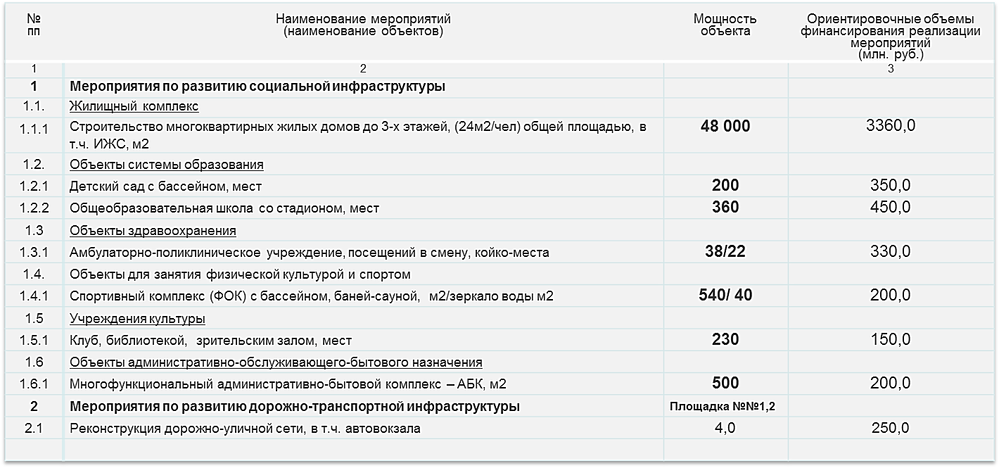 № пп Наименование мероприятий (наименование объектов) Мощность объекта Ориентировочные объемы финансирования реализации мероприятий (млн. руб.)
1 2 3
1 Мероприятия по развитию социальной инфраструктуры
1.1. Жилищный комплекс
1.1.1 Строительство многоквартирных жилых домов до 3-х этажей, (24м2/чел) общей площадью, в т.ч. ИЖС, м2 48 000 3360,0
1.2. Объекты системы образования
1.2.1 Детский сад с бассейном, мест 200 350,0
1.2.2 Общеобразовательная школа со стадионом, мест 360 450,0
1.3 Объекты здравоохранения
1.3.1 Амбулаторно-поликлиническое учреждение, посещений в смену, койко-места 38/22 330,0
1.4. Объекты для занятия физической культурой и спортом
1.4.1 Спортивный комплекс (ФОК) с бассейном, баней-сауной, м2/зеркало воды м2 540/ 40 200,0
1.5 Учреждения культуры
1.5.1 Клуб, библиотекой, зрительским залом, мест 230 150,0
1.6 Объекты административно-обслуживающего-бытового назначения
1.6.1 Многофункциональный административно-бытовой комплекс – АБК, м2 500 200,0
2 Мероприятия по развитию дорожно-транспортной инфраструктуры Площадка №№1,2
2.1 Реконструкция дорожно-уличной сети, в т.ч. автовокзала 4,0 250,0